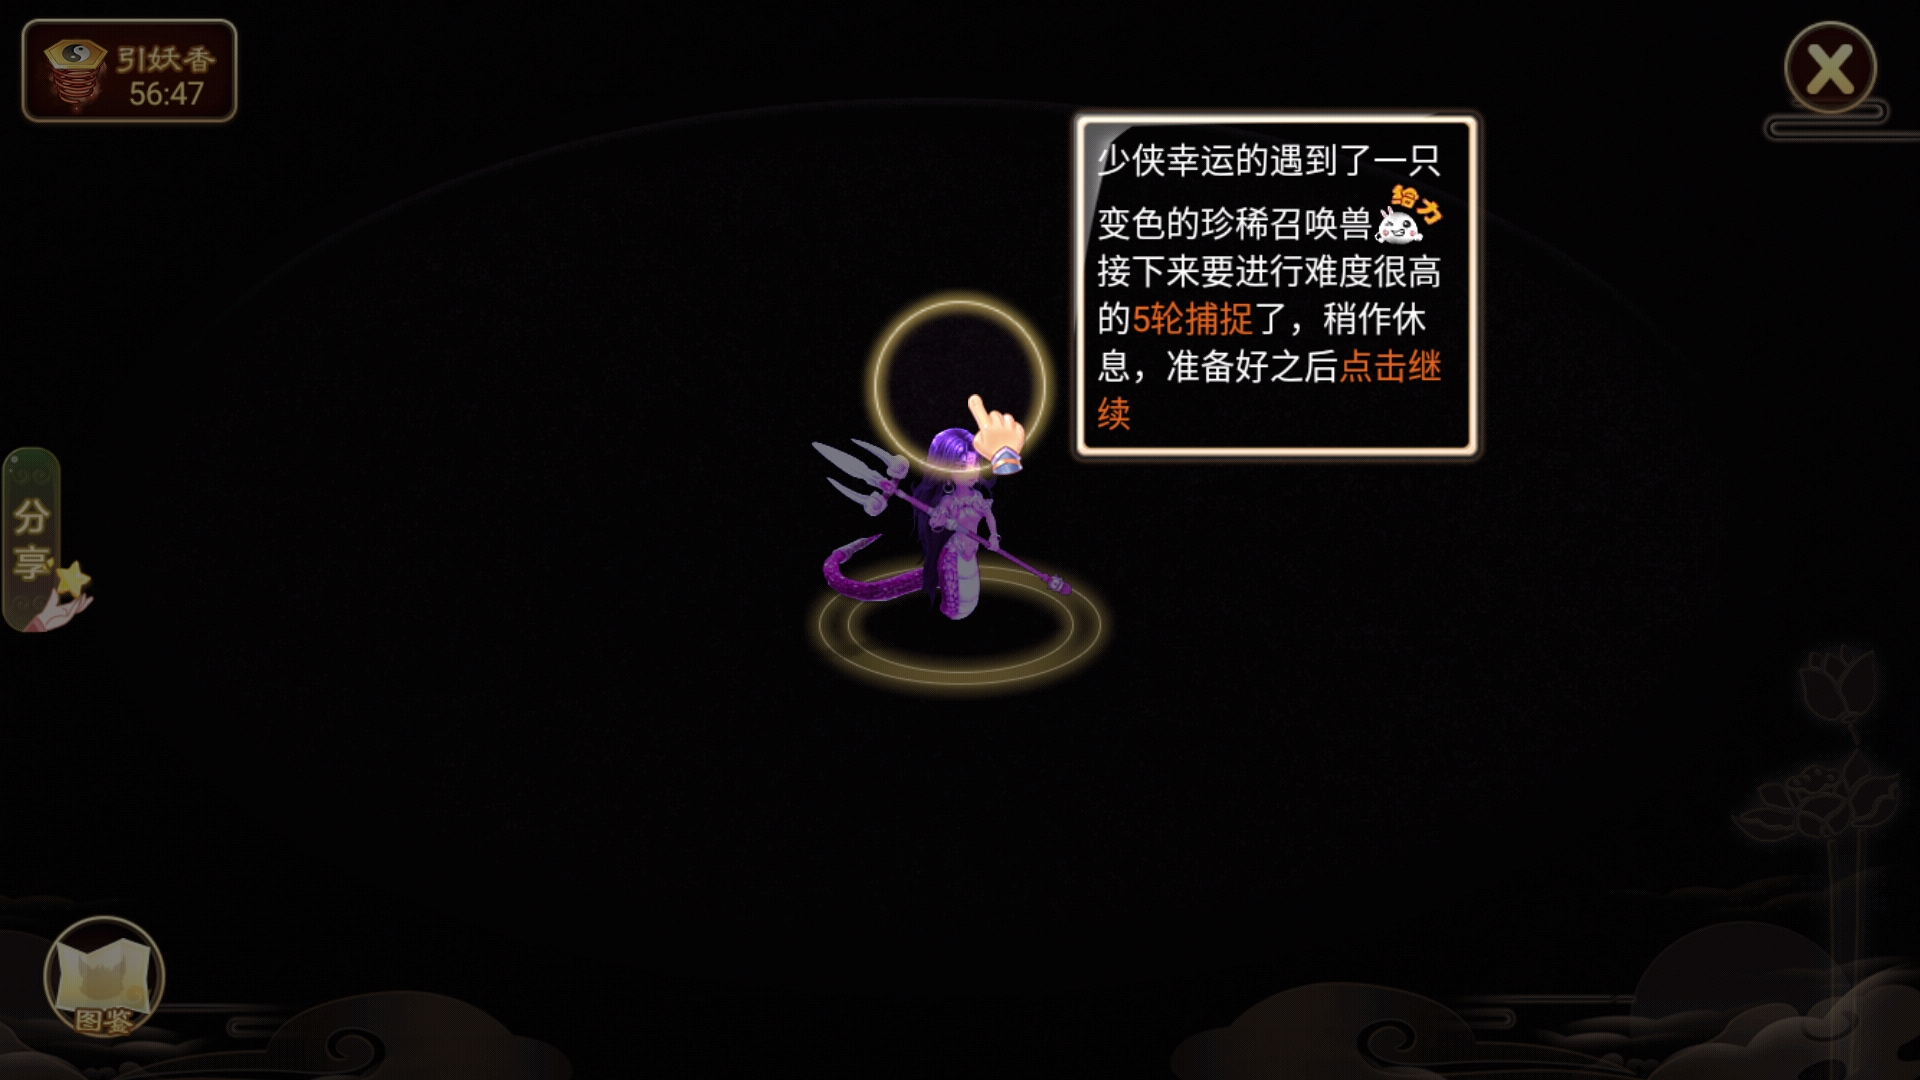 引妖香
56:47
少侠幸运的遇到了一只
变色的珍稀召唤兽给力
接下来要进行难度很高
的5轮捕捉了，稍作休
息，准备好之后点击继
续
分享
图鉴